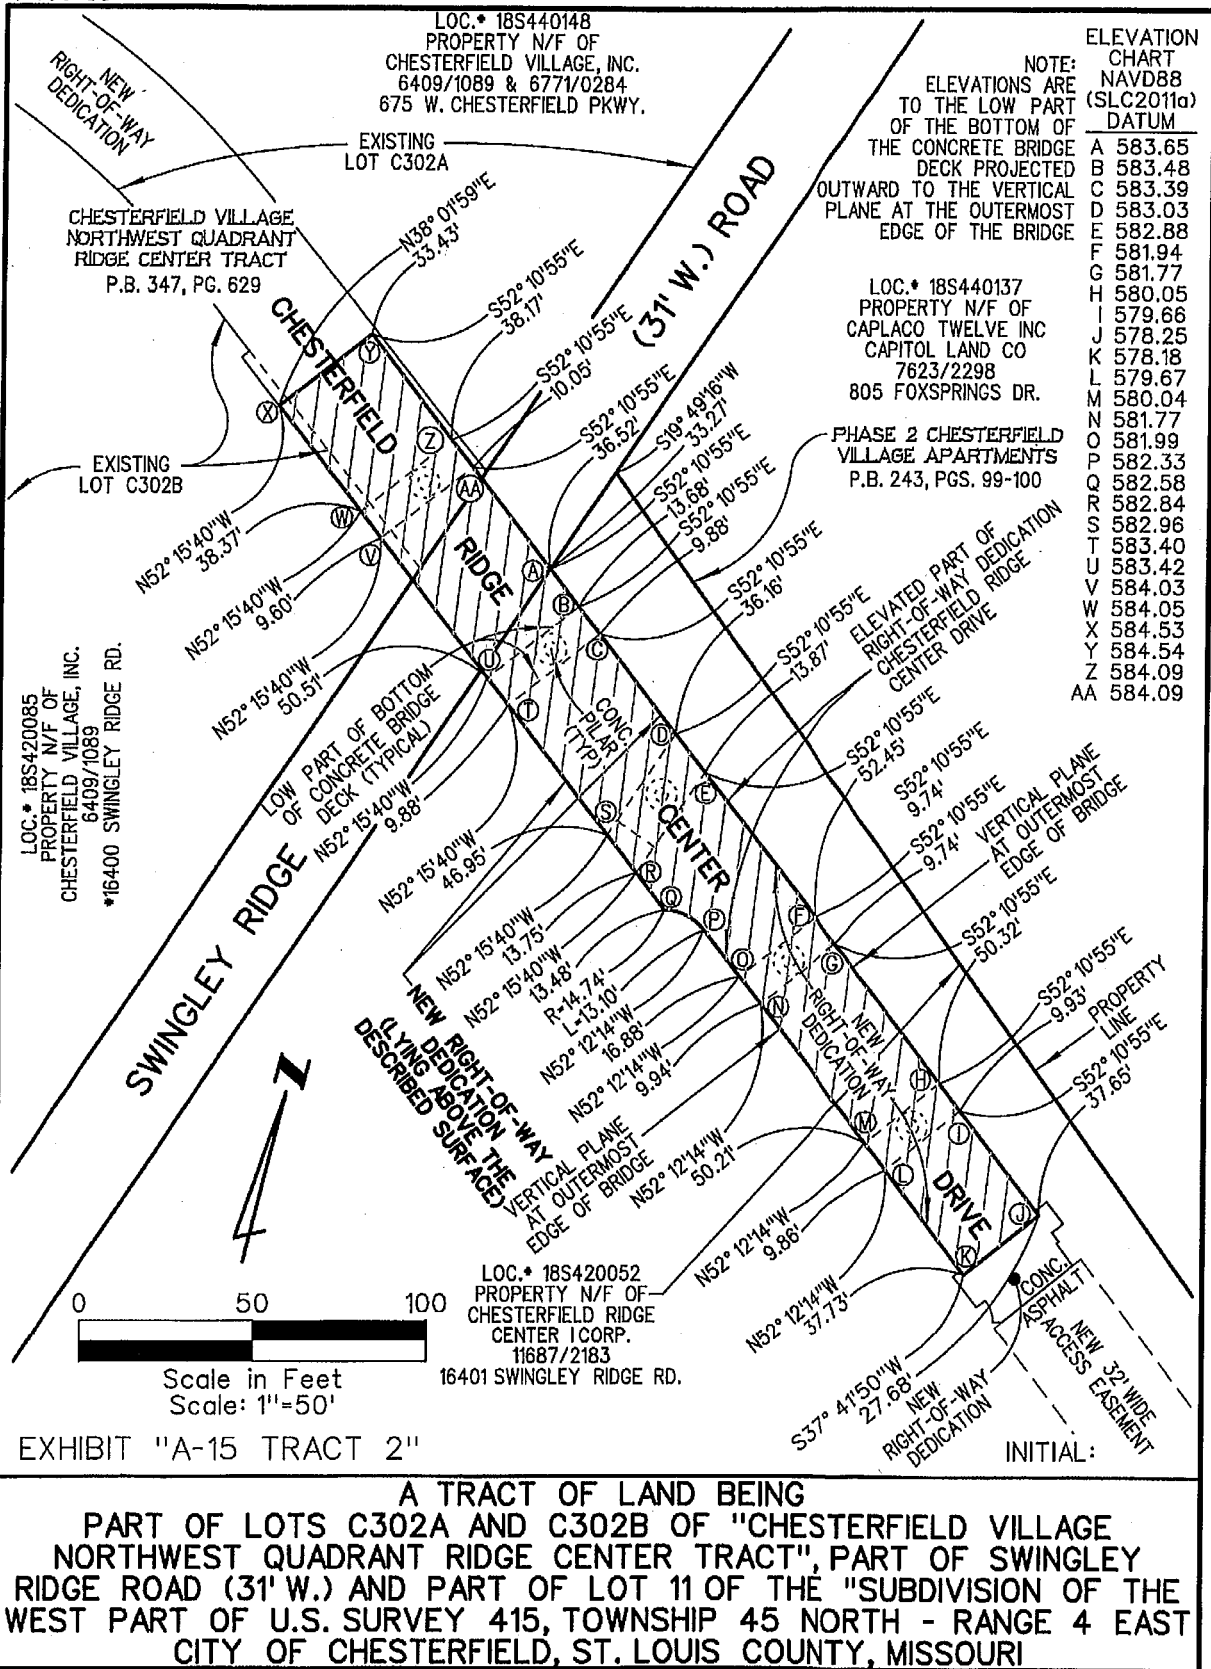 LOC.* 18S440148
PROPERTY N/F OF
CHESTERFIELD VILLAGE, INC.
6409/1089 & 6771/0284
675 W. CHESTERFIELD PKWY.
NEW
RIGHT-OF-WAY
DEDICATION
EXISTING
LOT C302A
CHESTERFIELD VILLAGE
NORTHWEST QUADRANT
RIDGE CENTER TRACT
P.B. 347, PG. 629
NOTE:
ELEVATIONS ARE
TO THE LOW PART
OF THE BOTTOM OF
THE CONCRETE BRIDGE
DECK PROJECTED
OUTWARD TO THE VERTICAL
PLANE AT THE OUTERMOST
EDGE OF THE BRIDGE
ELEVATION
CHART
NAVD88
(SLC2011a)
DATUM
A 583.65
B 583.48
C 583.39
D 583.03
E 582.88
F 581.94
G 581.77
H 580.05
I 579.66
J 578.25
K 578.18
L 579.67
M 580.04
N 581.77
O 581.99
P 582.33
Q 582.58
R 582.84
S 582.96
T 583.40
U 583.42
V 584.03
W 584.05
X 584.53
Y 584.54
Z 584.09
AA 584.09
LOC.* 18S440137
PROPERTY N/F OF
CAPLACO TWELVE INC
CAPITOL LAND CO
7623/2298
805 FOXSPRINGS DR.
PHASE 2 CHESTERFIELD
VILLAGE APARTMENTS
P.B. 243, PGS. 99-100
(31' W.) ROAD
N38° 01'59"E
33.43'
S52° 10'55"E
38.17'
S52° 10'55"E
10.05'
S52° 10'55"E
36.52'
S19° 49'16"W
33.27'
S52° 10'55"E
13.68'
S52° 10'55"E
9.88'
S52° 10'55"E
36.16'
S52° 10'55"E
13.87'
ELEVATED PART OF
RIGHT-OF-WAY DEDICATION
CHESTERFIELD RIDGE
CENTER DRIVE
S52° 10'55"E
52.45'
S52° 10'55"E
9.74'
S52° 10'55"E
9.74'
VERTICAL PLANE
AT OUTERMOST
EDGE OF BRIDGE
S52° 10'55"E
50.32'
S52° 10'55"E
9.93'
PROPERTY
LINE
S52° 10'55"E
37.65'
CHESTERFIELD
RIDGE
CENTER
DRIVE
X
Y
Z
AA
W
V
A
B
C
U
T
D
E
S
R
Q
P
O
F
G
N
H
M
I
L
J
K
EXISTING
LOT C302B
N52° 15'40"W
38.37'
N52° 15'40"W
9.60'
N52° 15'40"W
50.51'
LOW PART OF BOTTOM
OF CONCRETE BRIDGE
DECK (TYPICAL)
CONC.
PILAR
(TYP)
N52° 15'40"W
9.88'
N52° 15'40"W
46.95'
N52° 15'40"W
13.75'
N52° 15'40"W
13.48'
R-14.74'
L-13.10'
N52° 12'14"W
16.88'
N52° 12'14"W
9.94'
N52° 12'14"W
50.21'
N52° 12'14"W
9.86'
N52° 12'14"W
37.73'
S37° 41'50"W
27.68'
NEW
RIGHT-OF-WAY
DEDICATION
NEW
RIGHT-OF-WAY
DEDICATION
LOC.* 18S420085
PROPERTY N/F OF
CHESTERFIELD VILLAGE, INC.
6409/1089
*16400 SWINGLEY RIDGE RD.
SWINGLEY RIDGE
NEW RIGHT-OF-WAY
DEDICATION
(LYING ABOVE THE
DESCRIBED SURFACE)
VERTICAL PLANE
AT OUTERMOST
EDGE OF BRIDGE
LOC.* 18S420052
PROPERTY N/F OF
CHESTERFIELD RIDGE
CENTER I CORP.
11687/2183
16401 SWINGLEY RIDGE RD.
CONC.
ASPHALT
NEW 32' WIDE
ACCESS EASEMENT
0 50 100
Scale in Feet
Scale: 1"=50'
EXHIBIT "A-15 TRACT 2"
INITIAL:
A TRACT OF LAND BEING
PART OF LOTS C302A AND C302B OF "CHESTERFIELD VILLAGE
NORTHWEST QUADRANT RIDGE CENTER TRACT", PART OF SWINGLEY
RIDGE ROAD (31' W.) AND PART OF LOT 11 OF THE "SUBDIVISION OF THE
WEST PART OF U.S. SURVEY 415, TOWNSHIP 45 NORTH - RANGE 4 EAST
CITY OF CHESTERFIELD, ST. LOUIS COUNTY, MISSOURI